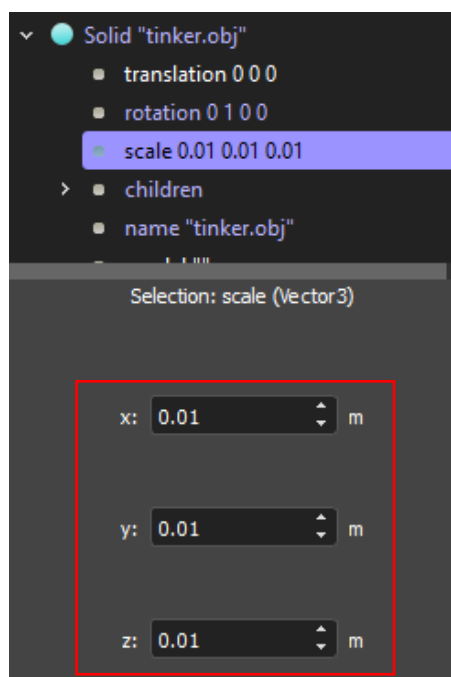 Solid "tinker.obj"
translation 0 0 0
rotation 0 1 0 0
scale 0.01 0.01 0.01
children
name "tinker.obj"
Selection: scale (Vector3)
x: 0.01 m
y: 0.01 m
z: 0.01 m